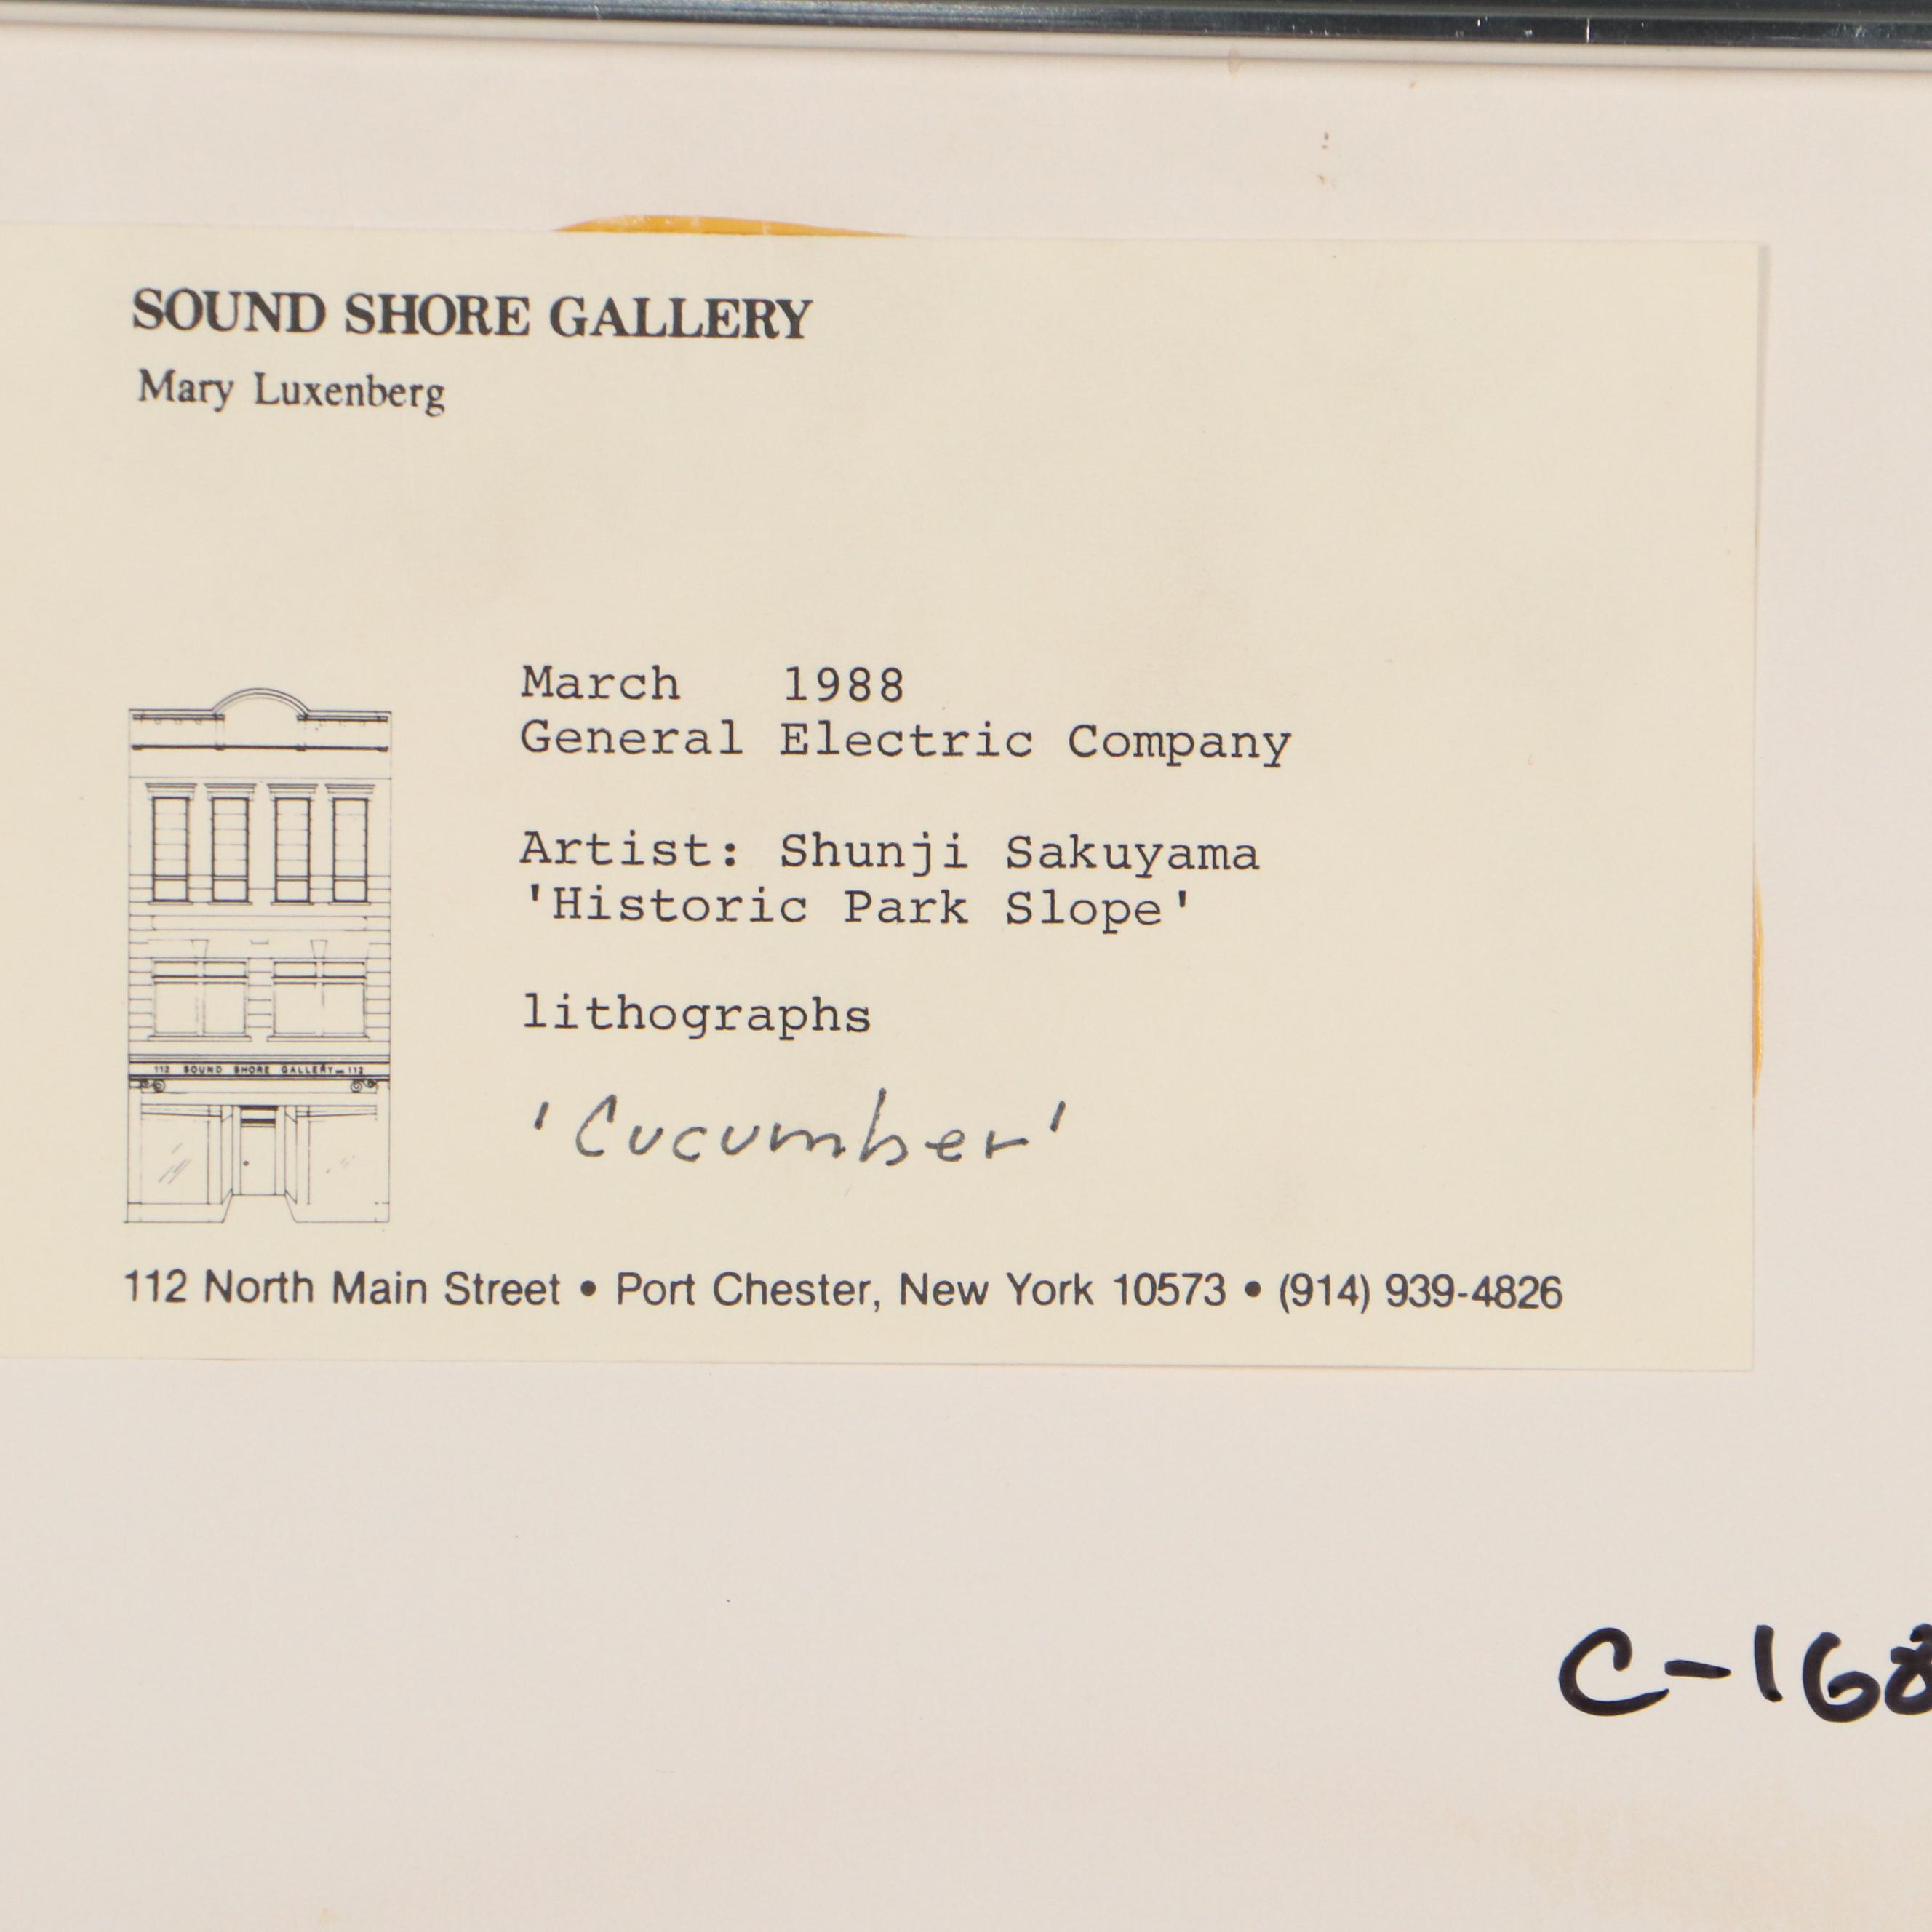 SOUND SHORE GALLERY
Mary Luxenberg
March 1988
General Electric Company
Artist: Shunji Sakuyama
'Historic Park Slope'
lithographs
112 SOUND SHORE GALLERY-112
'Cucumber'
112 North Main Street • Port Chester, New York 10573 • (914) 939-4826
C-168